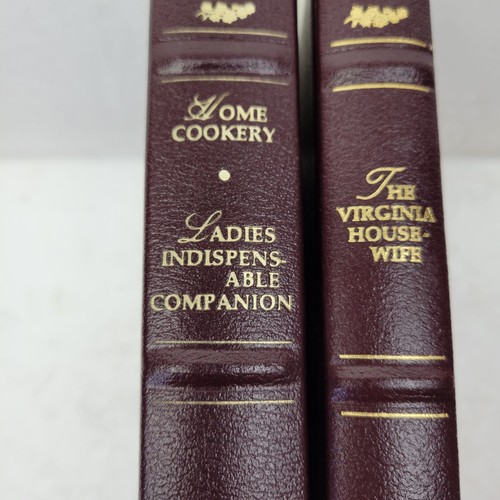 HOME
COOKERY
•
LADIES
INDISPENS-
ABLE
COMPANION
THE
VIRGINIA
HOUSE-
WIFE